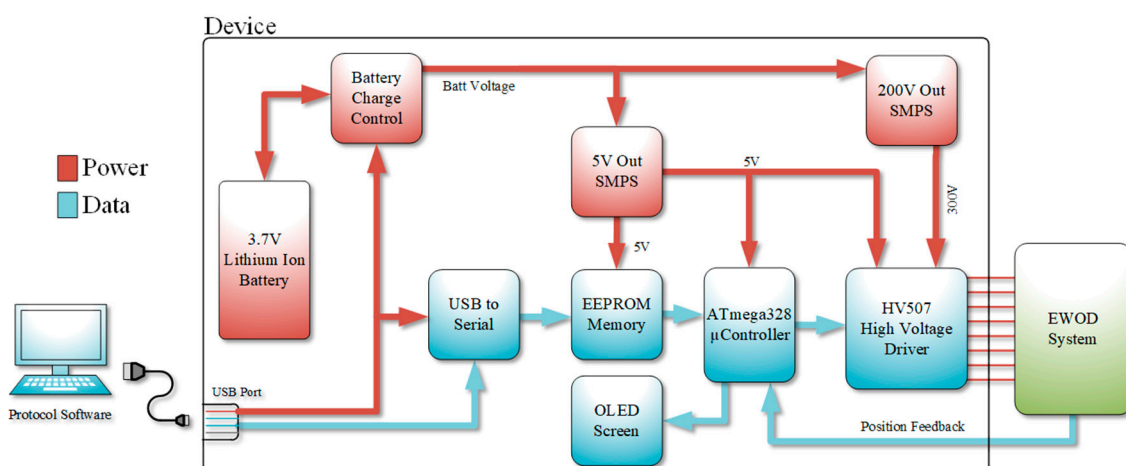 Device
Battery
Charge
Control
Batt Voltage
200V Out
SMPS
5V Out
SMPS
5V
300V
Power
Data
3.7V
Lithium Ion
Battery
5V
USB to
Serial
EEPROM
Memory
ATmega328
µController
HV507
High Voltage
Driver
EWOD
System
Protocol Software
USB Port
OLED
Screen
Position Feedback